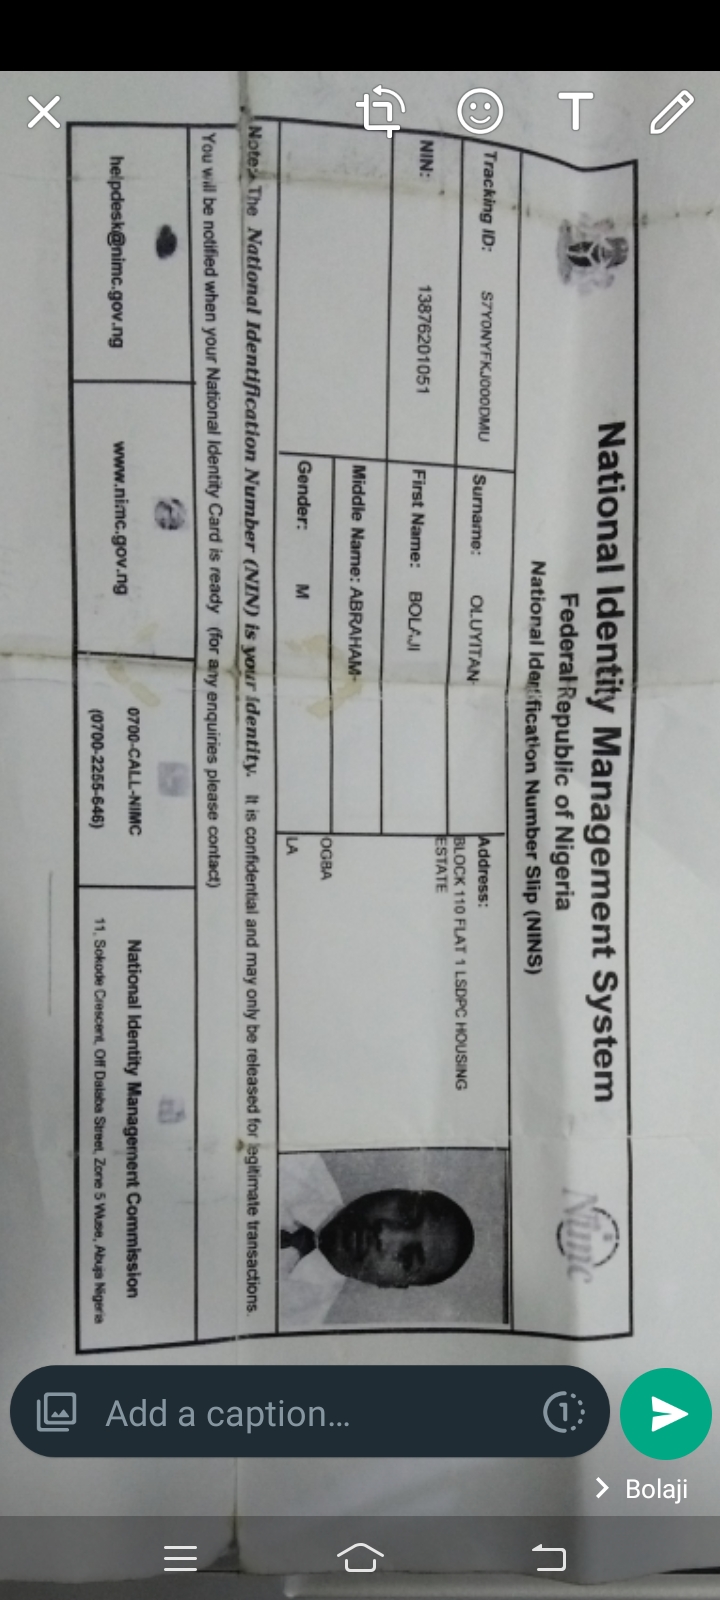 National Identity Management System
Federal Republic of Nigeria
National Identification Number Slip (NINS)
Nimc
Tracking ID: S7Y0NYFKJ000DMU
Surname: OLUYITAN
Address:
BLOCK 110 FLAT 1 LSDPC HOUSING
ESTATE
NIN: 13876201051
First Name: BOLAJI
Middle Name: ABRAHAM
OGBA
Gender: M
LA
Note: The National Identification Number (NIN) is your identity. It is confidential and may only be released for legitimate transactions.
You will be notified when your National Identity Card is ready (for any enquiries please contact)
helpdesk@nimc.gov.ng
www.nimc.gov.ng
0700-CALL-NIMC
(0700-2255-646)
National Identity Management Commission
11, Sokode Crescent, Off Dalaba Street, Zone 5 Wuse, Abuja Nigeria
T
Add a caption...
1
Bolaji